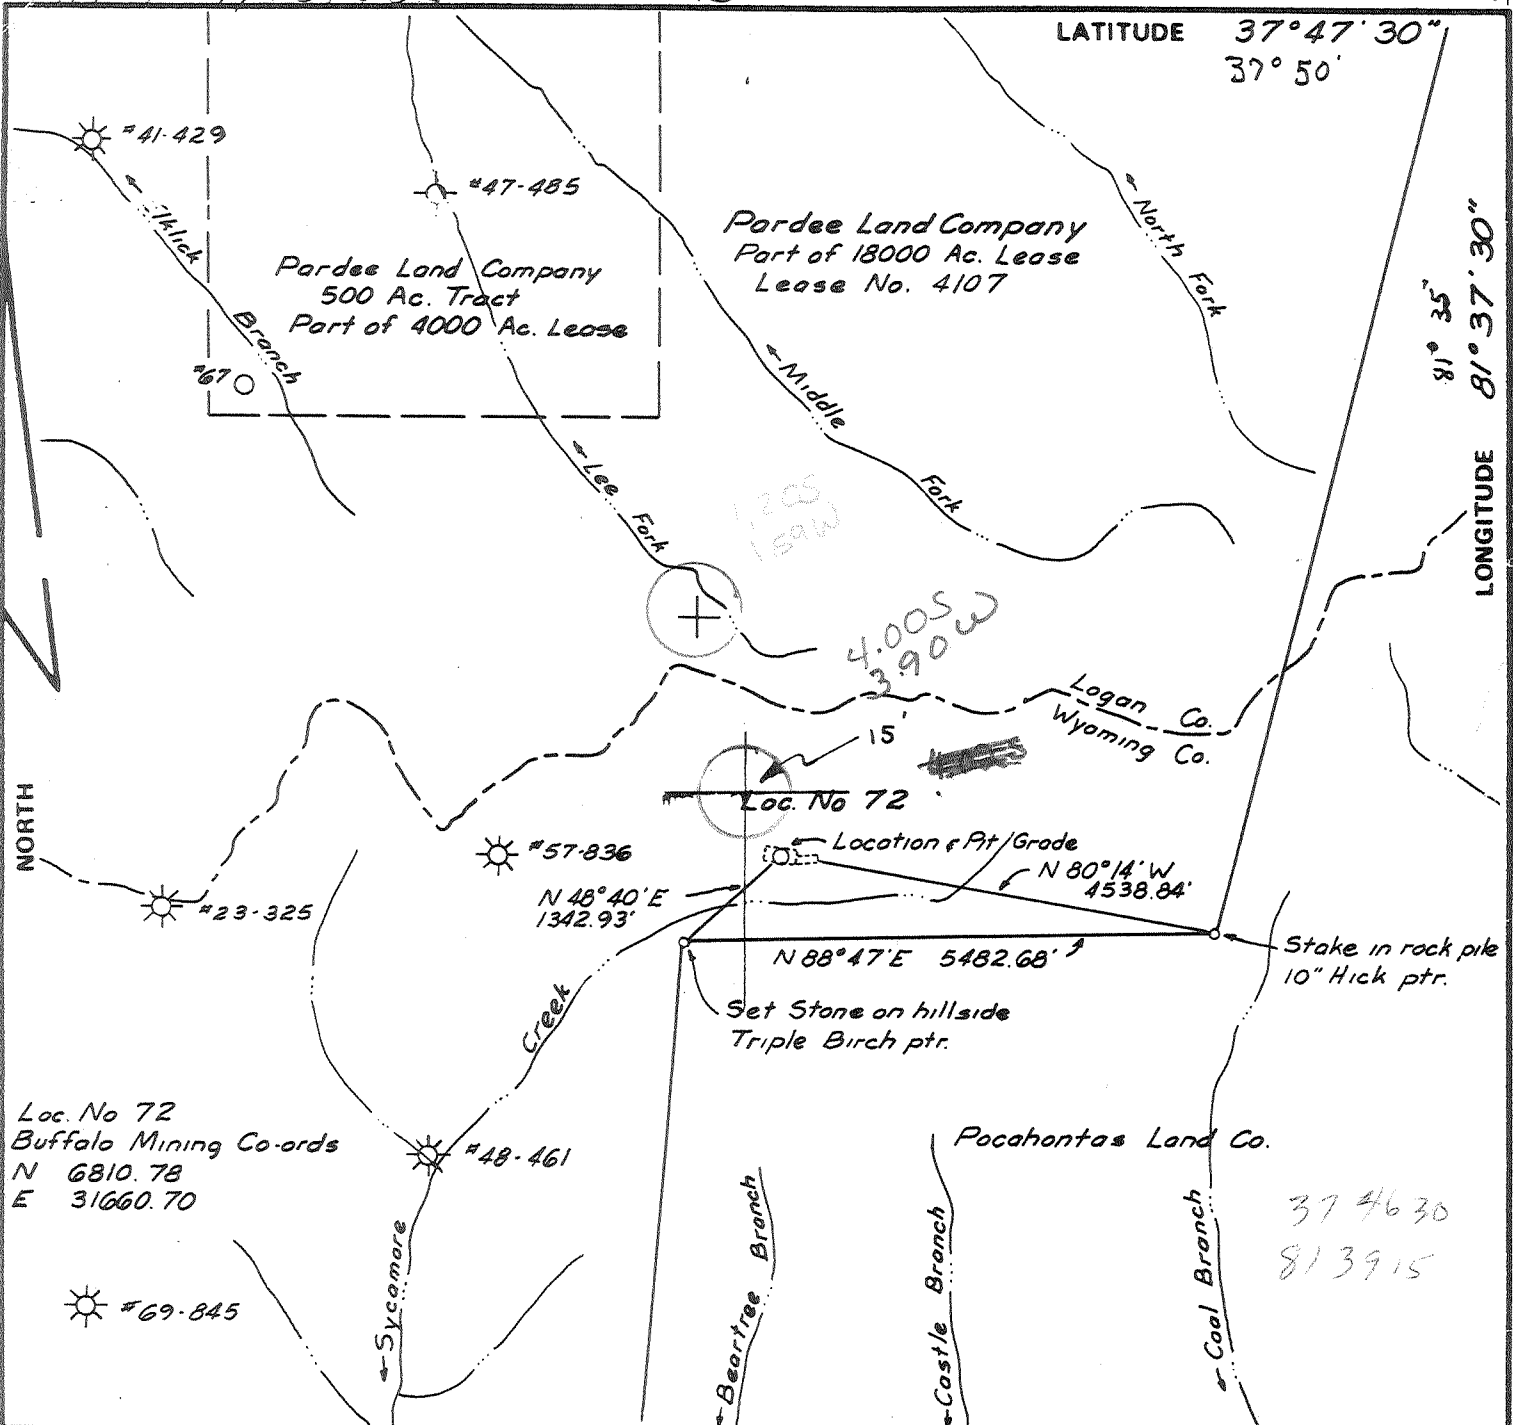 LATITUDE 37°47'30"
37°50'
#41-429
#47-485
Elklick
Branch
Pardee Land Company
500 Ac. Tract
Part of 4000 Ac. Lease
#67
Pardee Land Company
Part of 18000 Ac. Lease
Lease No. 4107
North
Fork
Middle
Fork
Lee
Fork
81° 35'
LONGITUDE 81°37'30"
4.00S
3.90W
Logan Co.
Wyoming Co.
15'
Loc. No 72
NORTH
#57-836
#23-325
Location & Pit/Grade
N 80°14' W
4538.84'
N 48°40' E
1342.93'
N 88°47' E 5482.68'
Stake in rock pile
10" Hick ptr.
Set Stone on hillside
Triple Birch ptr.
Creek
Loc. No 72
Buffalo Mining Co-ords
N 6810.78
E 31660.70
#48-461
Pocahontas Land Co.
374630
813915
#69-845
Sycamore
Beartree Branch
Castle Branch
Coal Branch